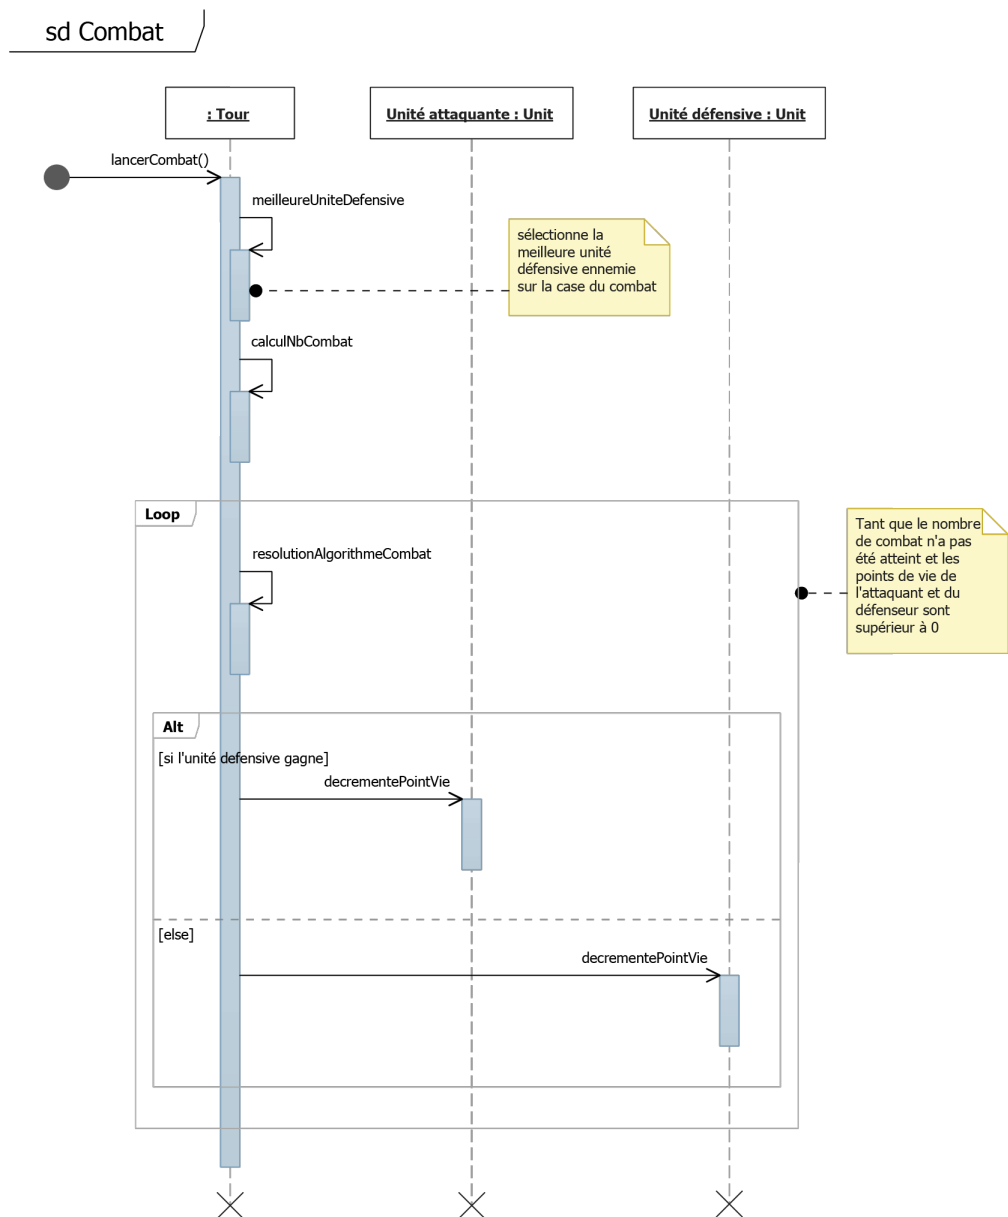 sd Combat
: Tour
Unité attaquante : Unit
Unité défensive : Unit
lancerCombat()
meilleureUniteDefensive
sélectionne la
meilleure unité
défensive ennemie
sur la case du combat
calculNbCombat
Loop
Tant que le nombre
de combat n'a pas
été atteint et les
points de vie de
l'attaquant et du
défenseur sont
supérieur à 0
resolutionAlgorithmeCombat
Alt
[si l'unité defensive gagne]
decrementePointVie
[else]
decrementePointVie